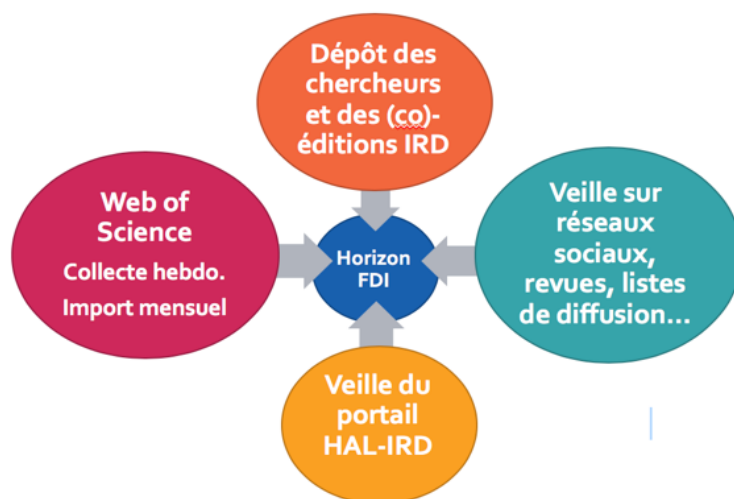 Dépôt des
chercheurs
et des (co)-
éditions IRD
Web of
Science
Collecte hebdo.
Import mensuel
Horizon
FDI
Veille sur
réseaux
sociaux,
revues, listes
de diffusion...
Veille du
portail
HAL-IRD